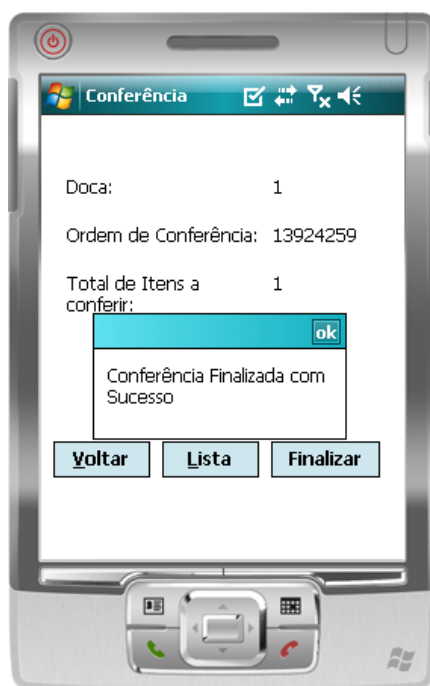 Conferência
Doca: 1
Ordem de Conferência: 13924259
Total de Itens a 1
conferir:
ok
Conferência Finalizada com
Sucesso
Voltar Lista Finalizar